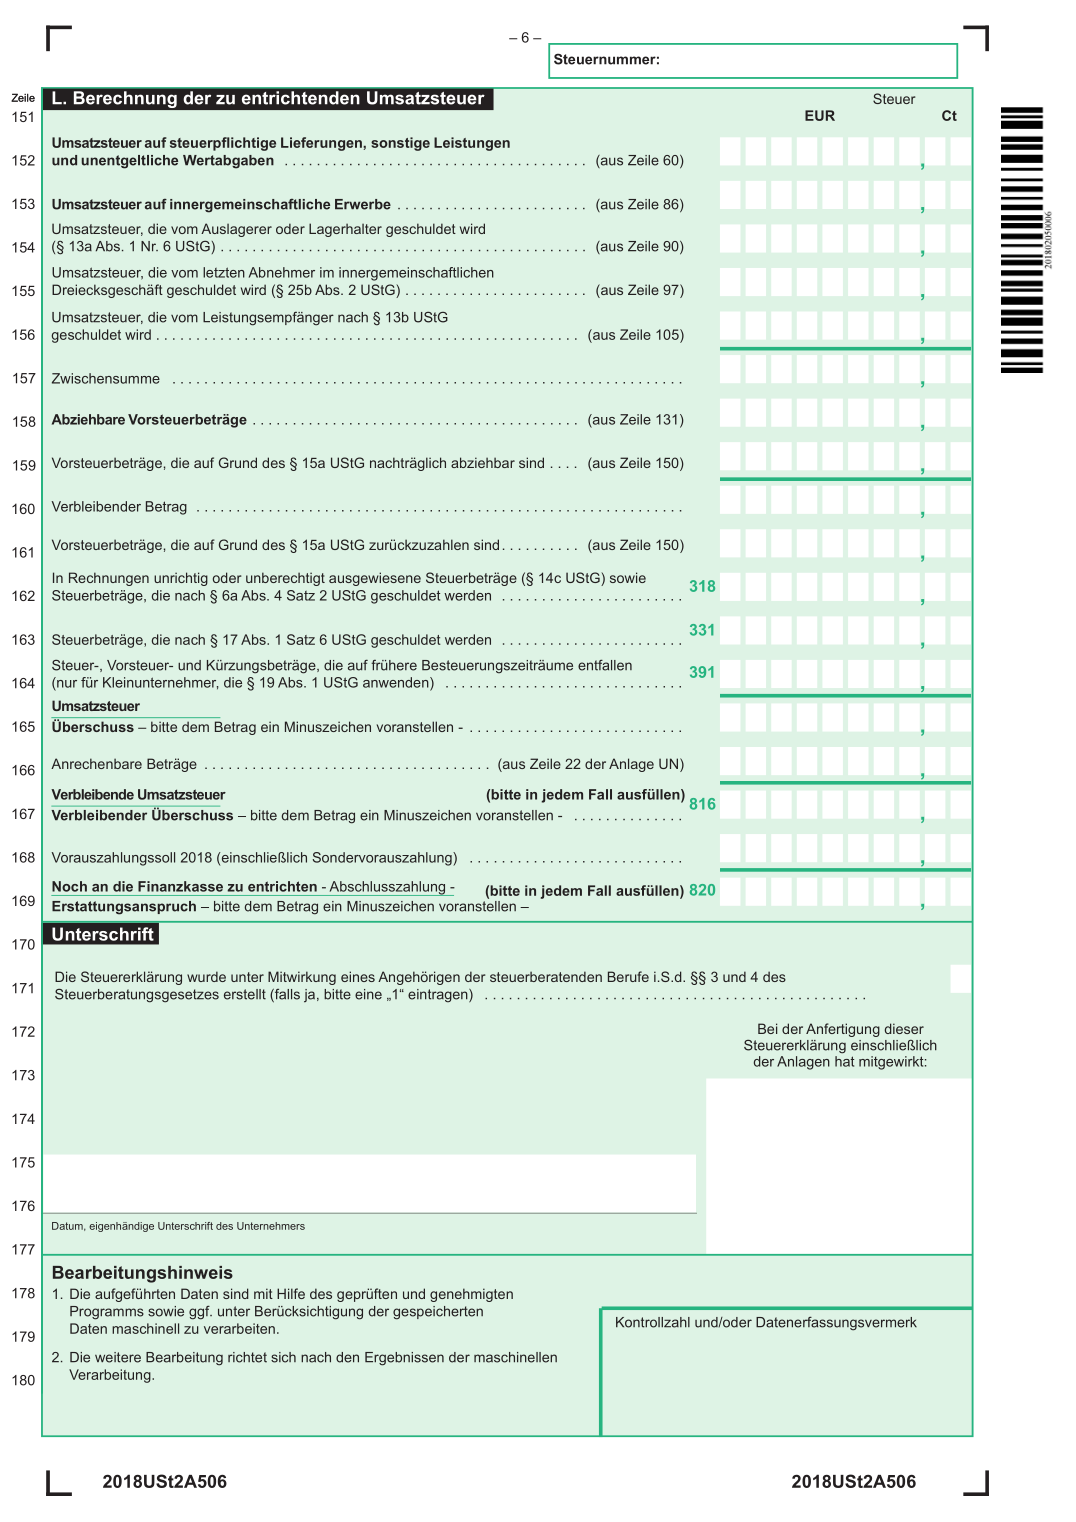 – 6 –
Steuernummer:
Zeile L. Berechnung der zu entrichtenden Umsatzsteuer Steuer
151 EUR Ct
Umsatzsteuer auf steuerpflichtige Lieferungen, sonstige Leistungen
152 und unentgeltliche Wertabgaben (aus Zeile 60) ,
153 Umsatzsteuer auf innergemeinschaftliche Erwerbe (aus Zeile 86) ,
Umsatzsteuer, die vom Auslagerer oder Lagerhalter geschuldet wird
154 (§ 13a Abs. 1 Nr. 6 UStG) (aus Zeile 90) ,
Umsatzsteuer, die vom letzten Abnehmer im innergemeinschaftlichen
155 Dreiecksgeschäft geschuldet wird (§ 25b Abs. 2 UStG) (aus Zeile 97) ,
Umsatzsteuer, die vom Leistungsempfänger nach § 13b UStG
156 geschuldet wird (aus Zeile 105) ,
157 Zwischensumme ,
158 Abziehbare Vorsteuerbeträge (aus Zeile 131) ,
159 Vorsteuerbeträge, die auf Grund des § 15a UStG nachträglich abziehbar sind (aus Zeile 150) ,
160 Verbleibender Betrag ,
161 Vorsteuerbeträge, die auf Grund des § 15a UStG zurückzuzahlen sind (aus Zeile 150) ,
In Rechnungen unrichtig oder unberechtigt ausgewiesene Steuerbeträge (§ 14c UStG) sowie
162 Steuerbeträge, die nach § 6a Abs. 4 Satz 2 UStG geschuldet werden 318 ,
163 Steuerbeträge, die nach § 17 Abs. 1 Satz 6 UStG geschuldet werden 331 ,
Steuer-, Vorsteuer- und Kürzungsbeträge, die auf frühere Besteuerungszeiträume entfallen
164 (nur für Kleinunternehmer, die § 19 Abs. 1 UStG anwenden) 391 ,
Umsatzsteuer
165 Überschuss – bitte dem Betrag ein Minuszeichen voranstellen - ,
166 Anrechenbare Beträge (aus Zeile 22 der Anlage UN) ,
Verbleibende Umsatzsteuer (bitte in jedem Fall ausfüllen)
167 Verbleibender Überschuss – bitte dem Betrag ein Minuszeichen voranstellen - 816 ,
168 Vorauszahlungssoll 2018 (einschließlich Sondervorauszahlung) ,
Noch an die Finanzkasse zu entrichten - Abschlusszahlung - (bitte in jedem Fall ausfüllen) 820
169 Erstattungsanspruch – bitte dem Betrag ein Minuszeichen voranstellen – ,
170 Unterschrift
Die Steuererklärung wurde unter Mitwirkung eines Angehörigen der steuerberatenden Berufe i.S.d. §§ 3 und 4 des
171 Steuerberatungsgesetzes erstellt (falls ja, bitte eine „1“ eintragen)
172 Bei der Anfertigung dieser
Steuererklärung einschließlich
der Anlagen hat mitgewirkt:
173
174
175
176
Datum, eigenhändige Unterschrift des Unternehmers
177
Bearbeitungshinweis
178 1. Die aufgeführten Daten sind mit Hilfe des geprüften und genehmigten
Programms sowie ggf. unter Berücksichtigung der gespeicherten
179 Daten maschinell zu verarbeiten.
Kontrollzahl und/oder Datenerfassungsvermerk
2. Die weitere Bearbeitung richtet sich nach den Ergebnissen der maschinellen
180 Verarbeitung.
2018USt2A506 2018USt2A506
201802050006